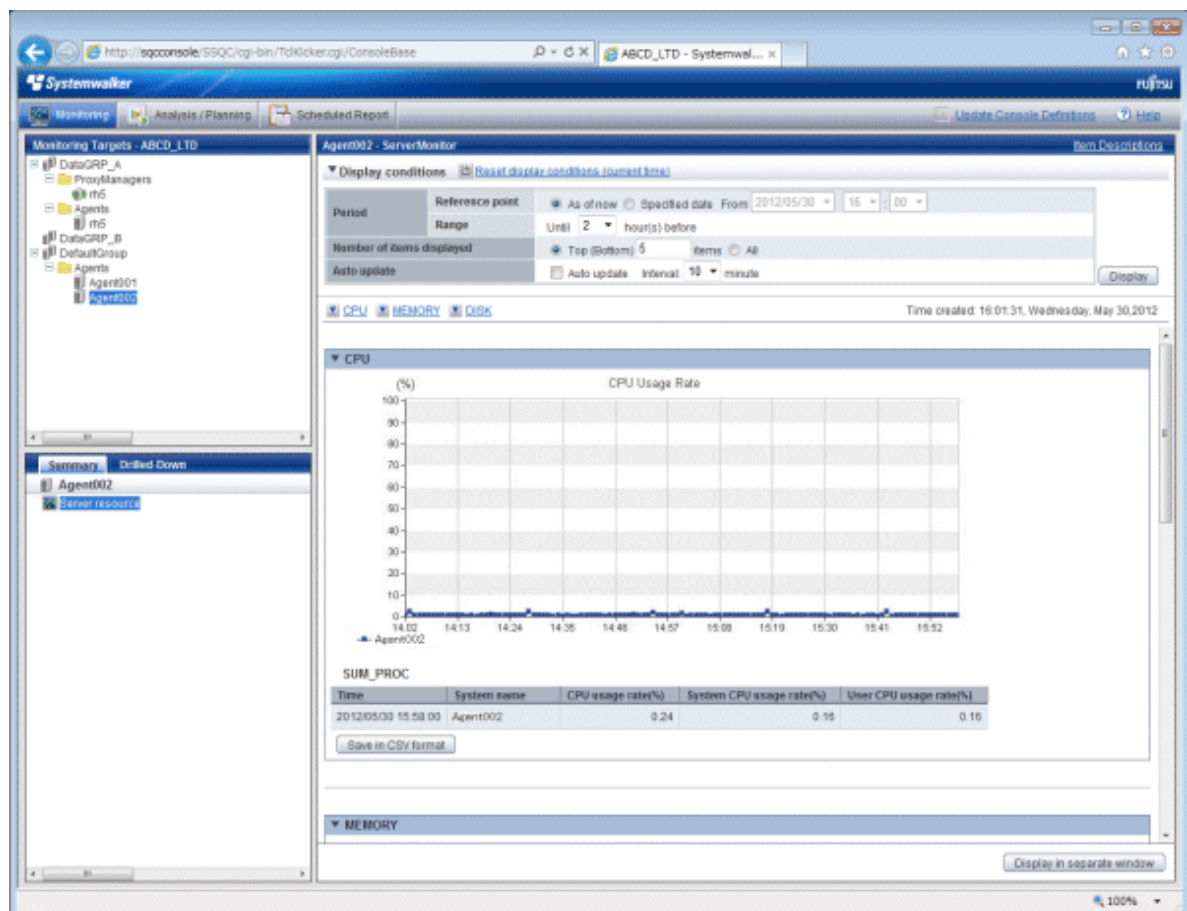 http://sqcconsole/SSQC/cgi-bin/TclKicker.cgi/ConsoleBase
ABCD_LTD - Systemwal...
Systemwalker
FUJITSU
Monitoring Analysis / Planning Scheduled Report Update Console Definitions Help
Monitoring Targets - ABCD_LTD
DataGRP_A
ProxyManagers
rh5
Agents
rh5
DataGRP_B
DefaultGroup
Agents
Agent001
Agent002
Summary Drilled-Down
Agent002
Server resource
Agent002 - ServerMonitor Item Descriptions
Display conditions Reset display conditions (current time)
Period Reference point As of now Specified date From 2012/05/30 16 : 00
Range Until 2 hour(s) before
Number of items displayed Top (Bottom) 5 items All
Auto update Auto update Interval: 10 minute
Display
CPU MEMORY DISK Time created: 16:01:31, Wednesday, May 30,2012
CPU
(%) CPU Usage Rate
100
90
80
70
60
50
40
30
20
10
0
14:02 14:13 14:24 14:35 14:46 14:57 15:08 15:19 15:30 15:41 15:52
Agent002
SUM_PROC
Time System name CPU usage rate(%) System CPU usage rate(%) User CPU usage rate(%)
2012/05/30 15:58:00 Agent002 0.24 0.16 0.16
Save in CSV format
MEMORY
Display in separate window
100%